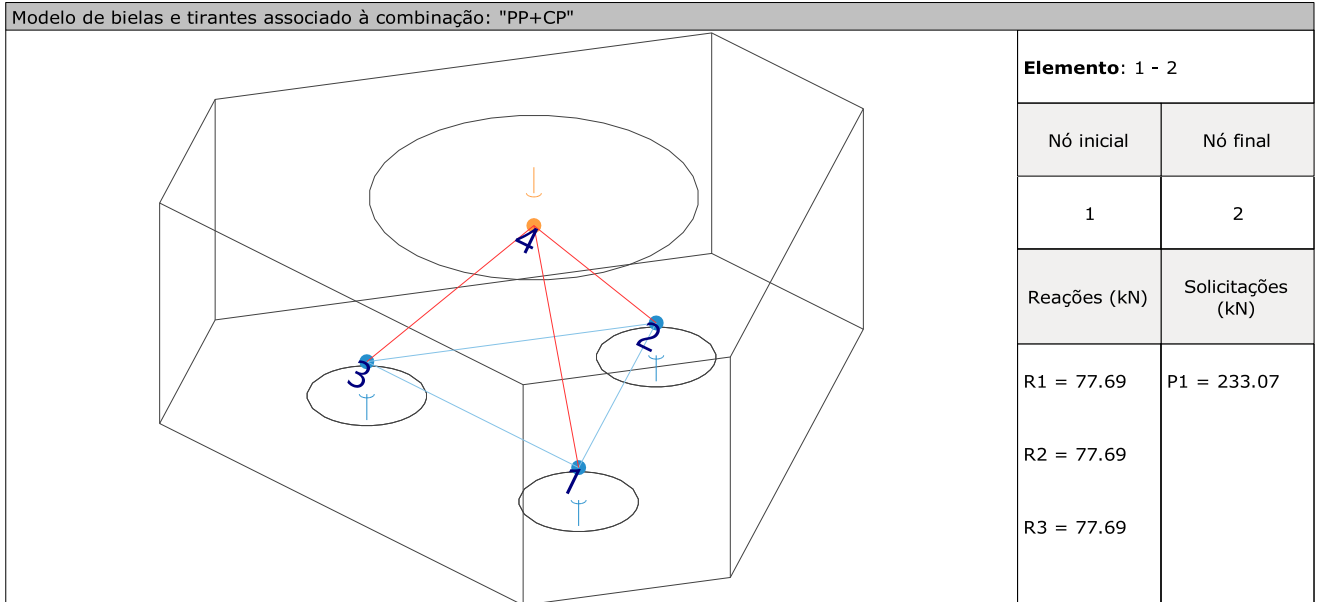 Modelo de bielas e tirantes associado à combinação: "PP+CP"
Elemento: 1 - 2
Nó inicial
Nó final
1
2
Reações (kN)
Solicitações
(kN)
R1 = 77.69
P1 = 233.07
R2 = 77.69
R3 = 77.69
4
2
3
1